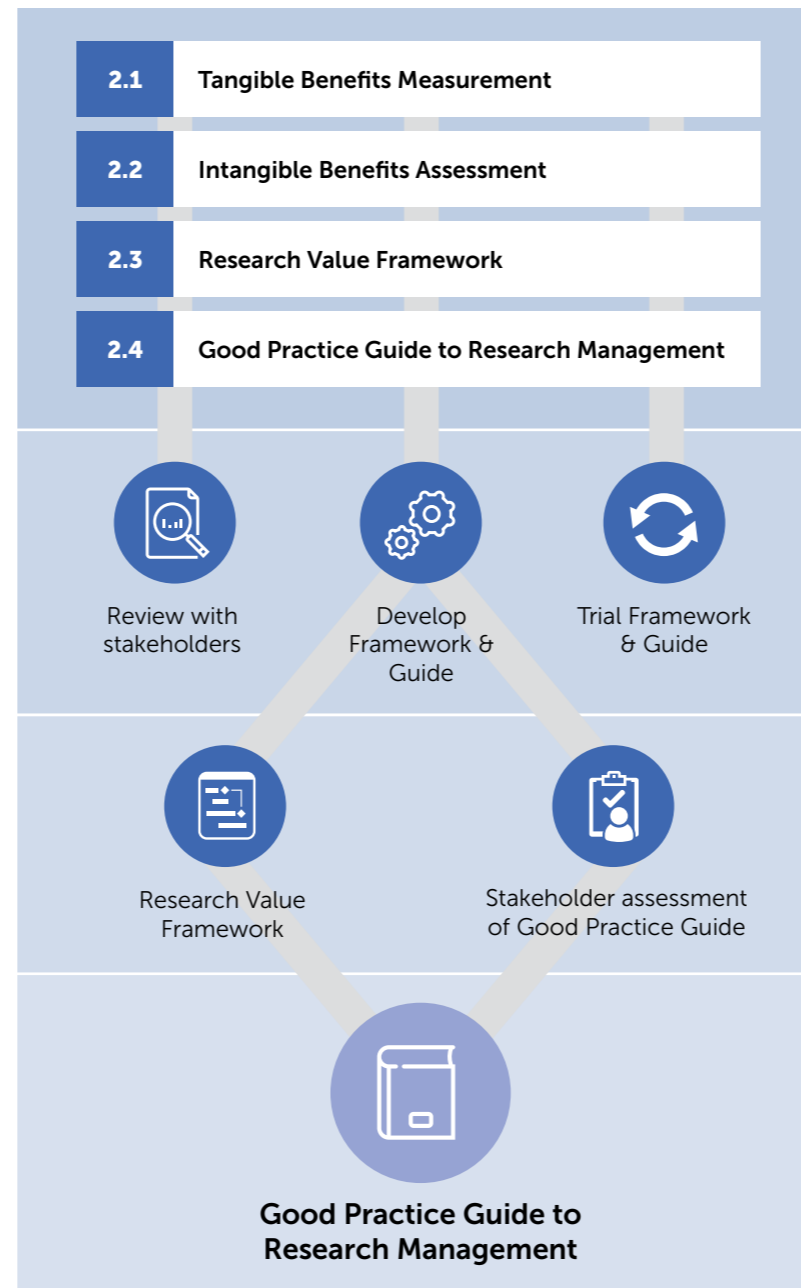 2.1 Tangible Benefits Measurement
2.2 Intangible Benefits Assessment
2.3 Research Value Framework
2.4 Good Practice Guide to Research Management
Review with
stakeholders
Develop
Framework &
Guide
Trial Framework
& Guide
Research Value
Framework
Stakeholder assessment
of Good Practice Guide
Good Practice Guide to
Research Management